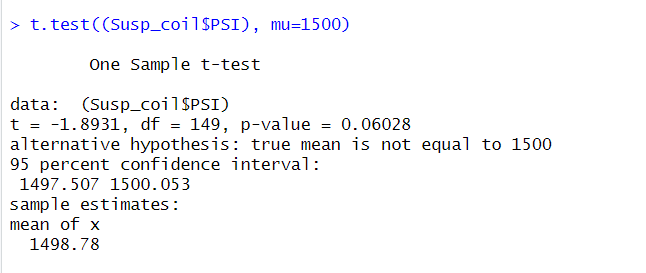 > t.test((Susp_coil$PSI), mu=1500)
One Sample t-test
data:  (Susp_coil$PSI)
t = -1.8931, df = 149, p-value = 0.06028
alternative hypothesis: true mean is not equal to 1500
95 percent confidence interval:
1497.507 1500.053
sample estimates:
mean of x
1498.78